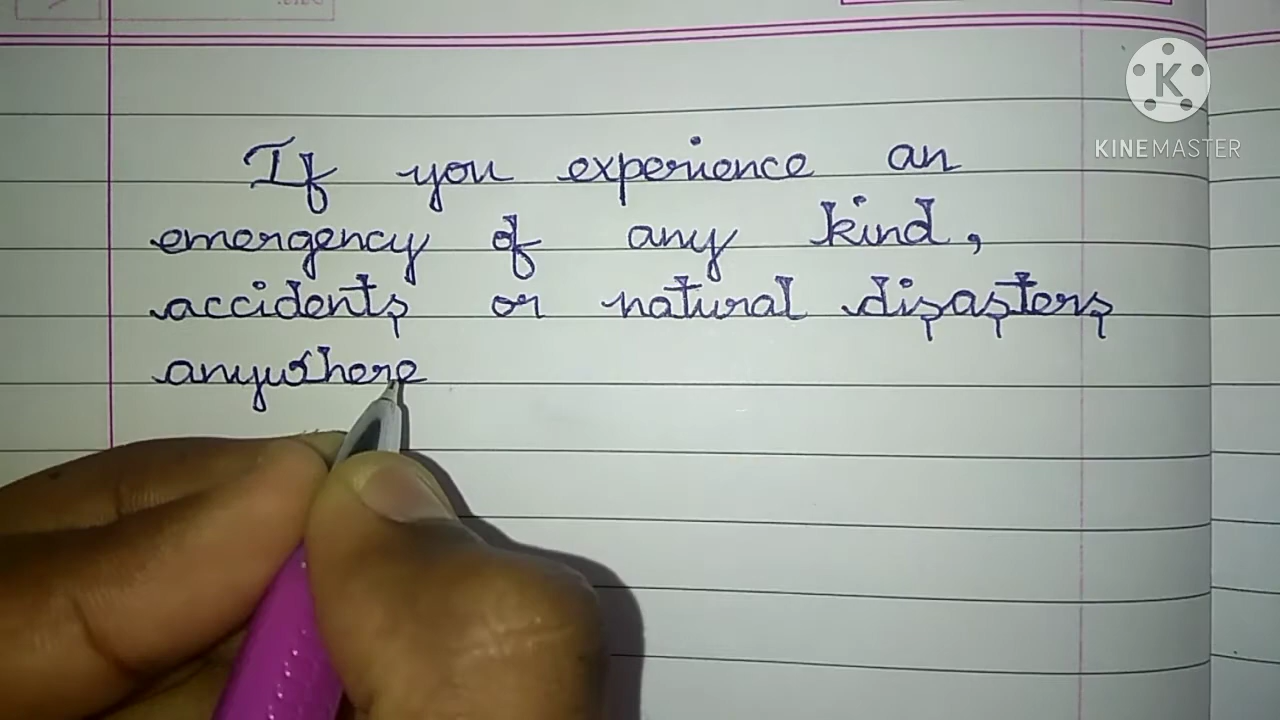 KINEMASTER
If you experience an
emergency of any kind,
accidents or natural disasters
anywhere